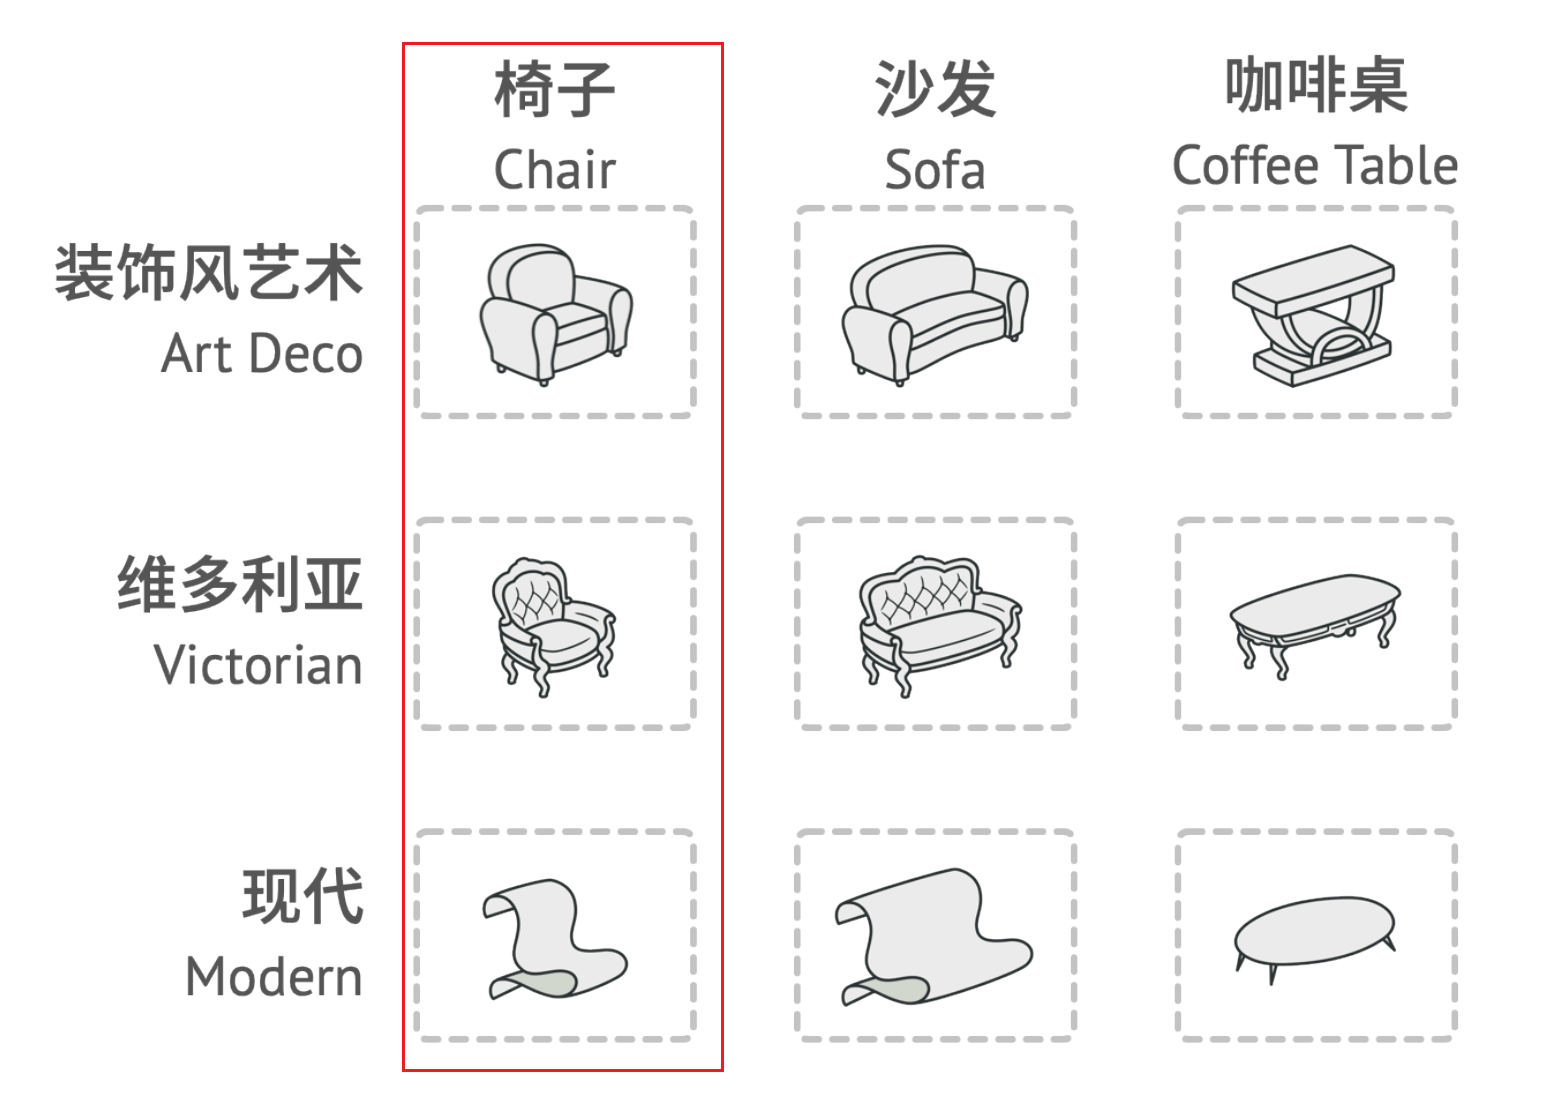 椅子
Chair
沙发
Sofa
咖啡桌
Coffee Table
装饰风艺术
Art Deco
维多利亚
Victorian
现代
Modern